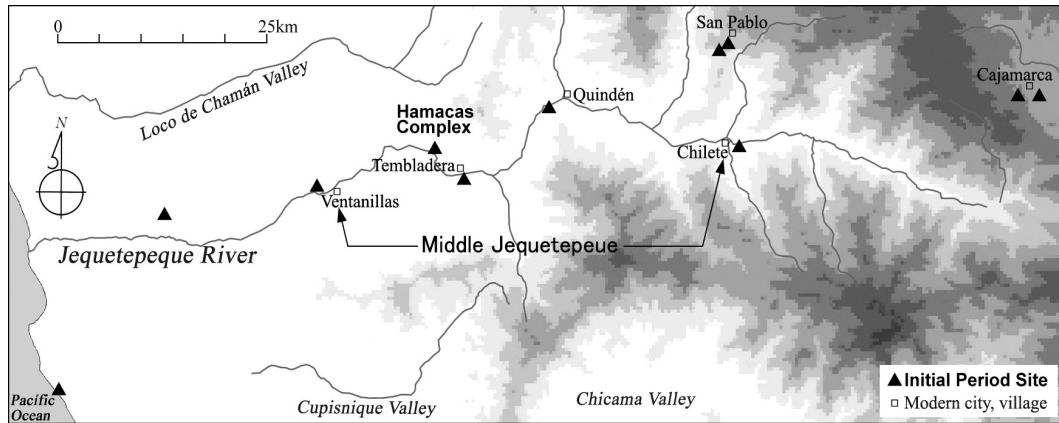 0
25km
San Pablo
Cajamarca
Loco de Chamán Valley
Quindén
Hamacas
Complex
N
Chilete
Tembladera
Ventanillas
Middle Jequetepeue
Jequetepeque River
Pacífic
Ocean
Cupisnique Valley
Chicama Valley
Initial Period Site
Modern city, village